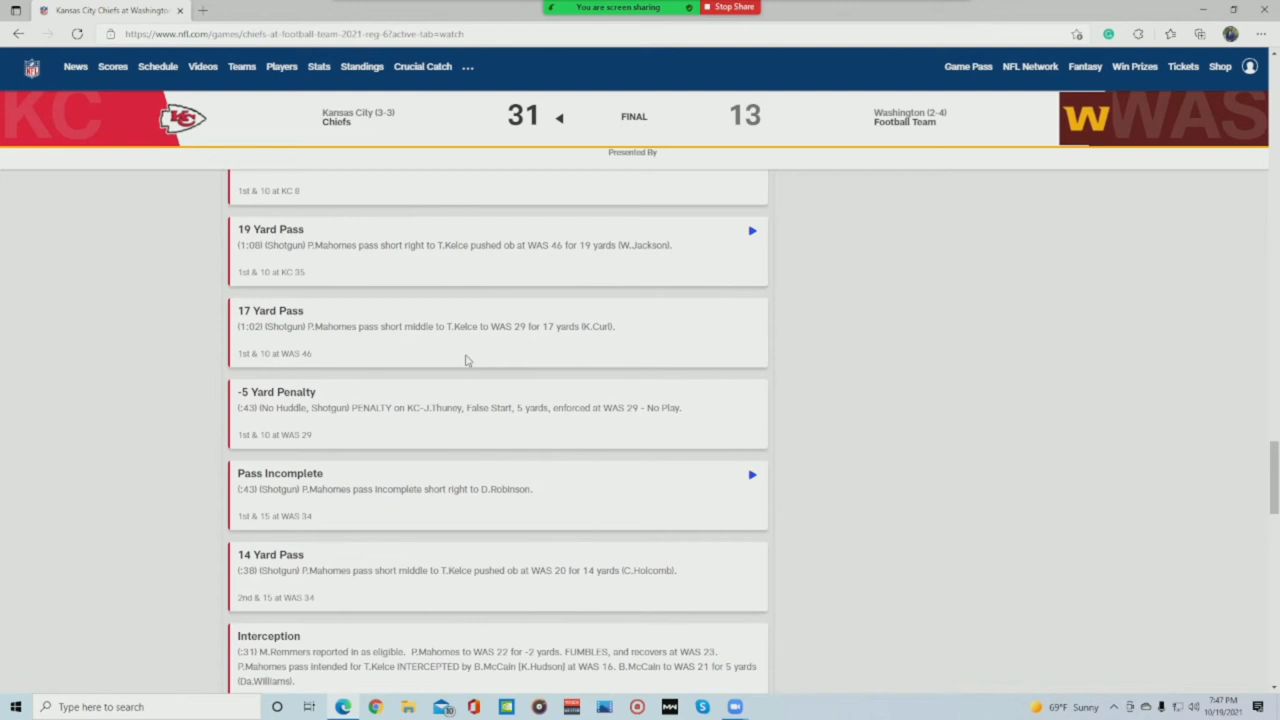 You are screen sharing
Stop Share
Kansas City Chiefs at Washingto
https://www.nfl.com/games/chiefs-at-football-team-2021-reg-6?active-tab=watch
NFL
News Scores Schedule Videos Teams Players Stats Standings Crucial Catch ...
Game Pass NFL Network Fantasy Win Prizes Tickets Shop
KC
Kansas City (3-3)
Chiefs
31
FINAL
13
Washington (2-4)
Football Team
W
WAS
Presented By
1st & 10 at KC 8
19 Yard Pass
(1:08) (Shotgun) P.Mahomes pass short right to T.Kelce pushed ob at WAS 46 for 19 yards (W.Jackson).
1st & 10 at KC 35
17 Yard Pass
(1:02) (Shotgun) P.Mahomes pass short middle to T.Kelce to WAS 29 for 17 yards (K.Curl).
1st & 10 at WAS 46
-5 Yard Penalty
(:43) (No Huddle, Shotgun) PENALTY on KC-J.Thuney, False Start, 5 yards, enforced at WAS 29 - No Play.
1st & 10 at WAS 29
Pass Incomplete
(:43) (Shotgun) P.Mahomes pass incomplete short right to D.Robinson.
1st & 15 at WAS 34
14 Yard Pass
(:38) (Shotgun) P.Mahomes pass short middle to T.Kelce pushed ob at WAS 20 for 14 yards (C.Holcomb).
2nd & 15 at WAS 34
Interception
(:31) M.Remmers reported in as eligible. P.Mahomes to WAS 22 for -2 yards. FUMBLES, and recovers at WAS 23.
P.Mahomes pass intended for T.Kelce INTERCEPTED by B.McCain [K.Hudson] at WAS 16. B.McCain to WAS 21 for 5 yards
(Da.Williams).
Type here to search
69°F Sunny
7:47 PM
10/19/2021